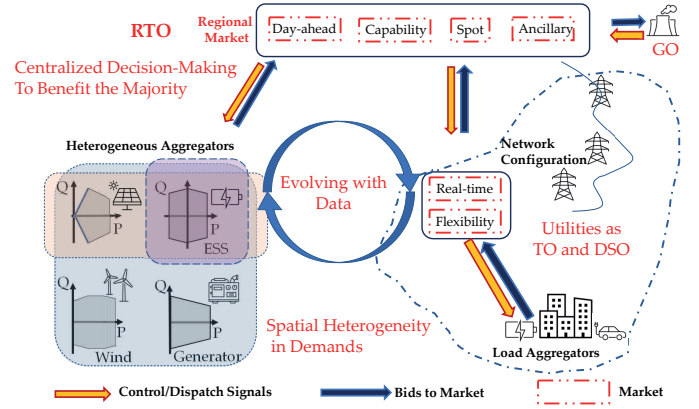 RTO
Regional
Market
Day-ahead
Capability
Spot
Ancillary
GO
Centralized Decision-Making
To Benefit the Majority
Heterogeneous Aggregators
Q
P
Q
P
ESS
Q
P
Wind
Q
P
Generator
Evolving with
Data
Real-time
Flexibility
Network
Configuration
Utilities as
TO and DSO
Spatial Heterogeneity
in Demands
Load Aggregators
Control/Dispatch Signals
Bids to Market
Market